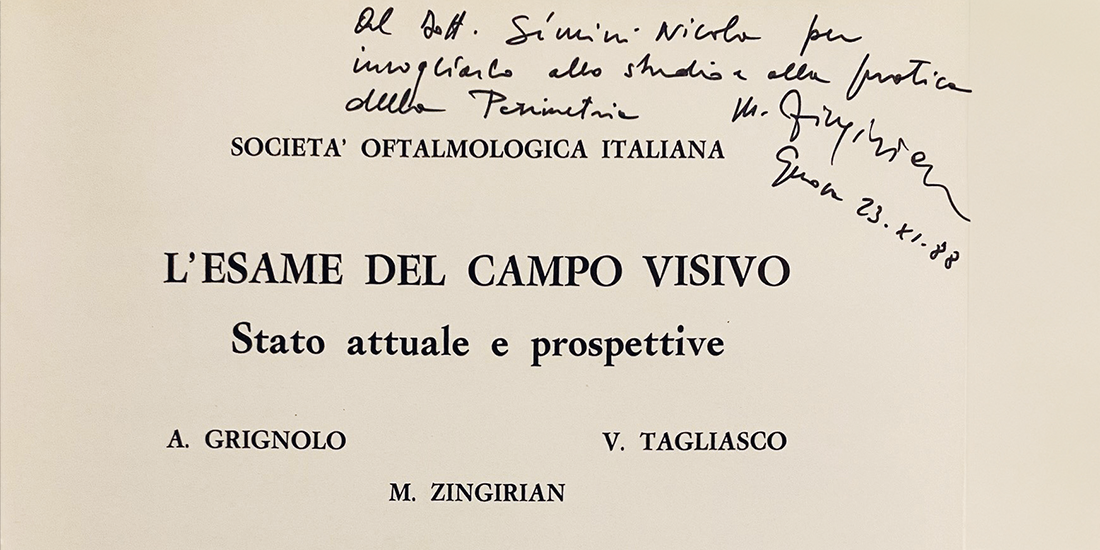 Al Dott. Simini Nicola per
invogliarlo allo studio e alla pratica
della Perimetria M. Zingirian
Genova 23.XI.88
SOCIETA' OFTALMOLOGICA ITALIANA
L'ESAME DEL CAMPO VISIVO
Stato attuale e prospettive
A. GRIGNOLO V. TAGLIASCO
M. ZINGIRIAN